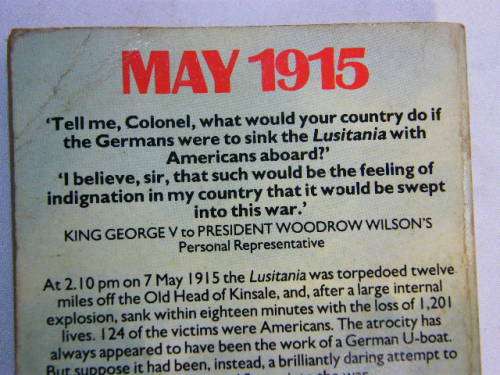 MAY 1915
'Tell me, Colonel, what would your country do if
the Germans were to sink the Lusitania with
Americans aboard?'
'I believe, sir, that such would be the feeling of
indignation in my country that it would be swept
into this war.'
KING GEORGE V to PRESIDENT WOODROW WILSON'S
Personal Representative
At 2.10 pm on 7 May 1915 the Lusitania was torpedoed twelve
miles off the Old Head of Kinsale, and, after a large internal
explosion, sank within eighteen minutes with the loss of 1,201
lives. 124 of the victims were Americans. The atrocity has
always appeared to have been the work of a German U-boat.
But suppose it had been, instead, a brilliantly daring attempt to